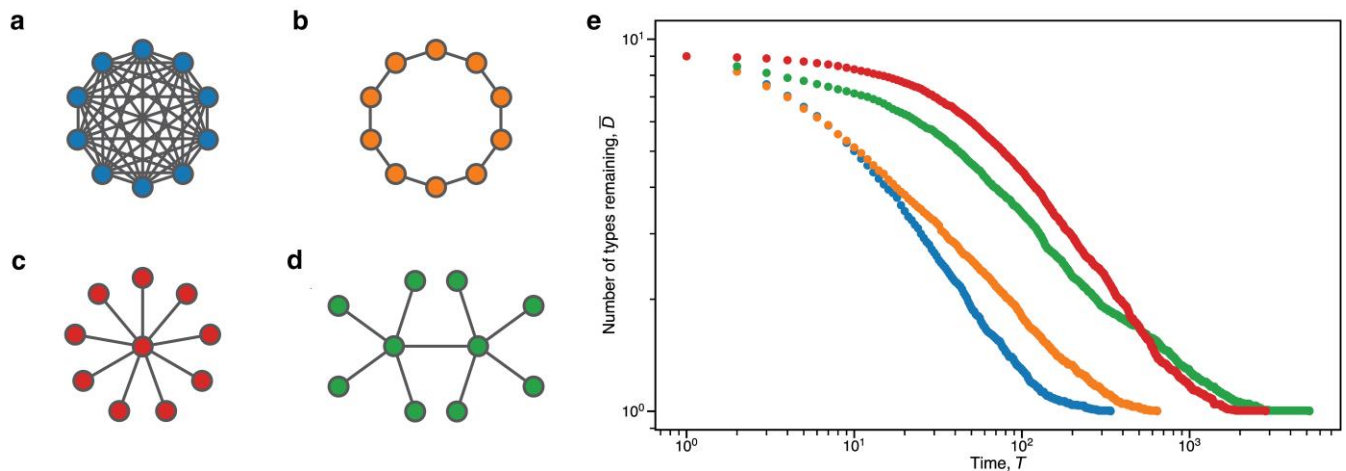 a
b
c
d
e
Number of types remaining, D̅
10¹
10⁰
10⁰
10¹
10²
10³
Time, T